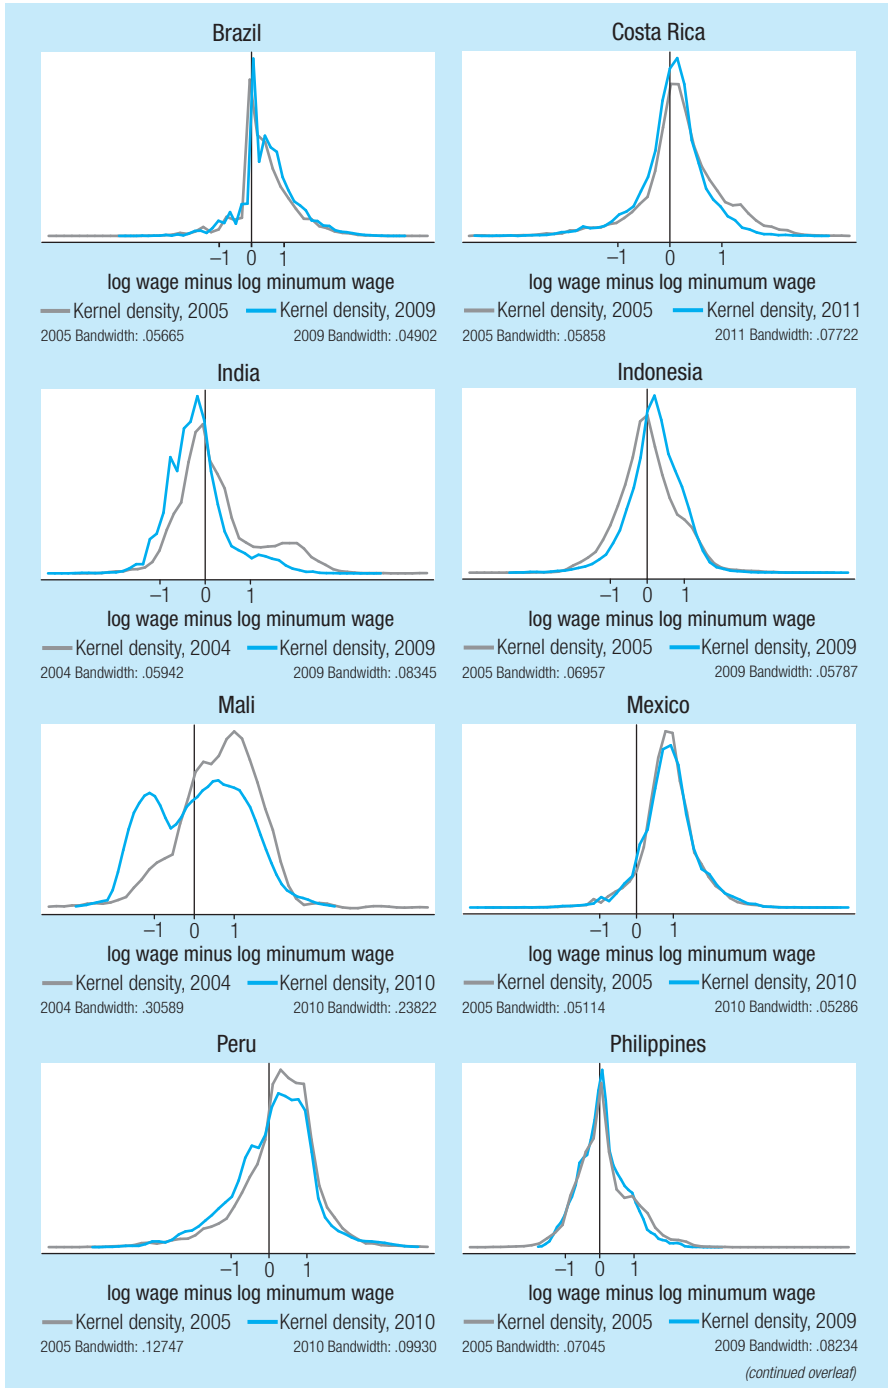 Brazil
−1 0 1
log wage minus log minumum wage
Kernel density, 2005 Kernel density, 2009
2005 Bandwidth: .05665 2009 Bandwidth: .04902
Costa Rica
−1 0 1
log wage minus log minumum wage
Kernel density, 2005 Kernel density, 2011
2005 Bandwidth: .05858 2011 Bandwidth: .07722
India
−1 0 1
log wage minus log minumum wage
Kernel density, 2004 Kernel density, 2009
2004 Bandwidth: .05942 2009 Bandwidth: .08345
Indonesia
−1 0 1
log wage minus log minumum wage
Kernel density, 2005 Kernel density, 2009
2005 Bandwidth: .06957 2009 Bandwidth: .05787
Mali
−1 0 1
log wage minus log minumum wage
Kernel density, 2004 Kernel density, 2010
2004 Bandwidth: .30589 2010 Bandwidth: .23822
Mexico
−1 0 1
log wage minus log minumum wage
Kernel density, 2005 Kernel density, 2010
2005 Bandwidth: .05114 2010 Bandwidth: .05286
Peru
−1 0 1
log wage minus log minumum wage
Kernel density, 2005 Kernel density, 2010
2005 Bandwidth: .12747 2010 Bandwidth: .09930
Philippines
−1 0 1
log wage minus log minumum wage
Kernel density, 2005 Kernel density, 2009
2005 Bandwidth: .07045 2009 Bandwidth: .08234
(continued overleaf)